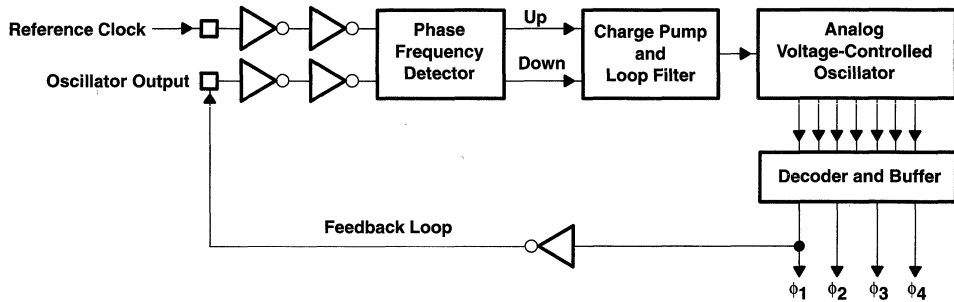 Reference Clock
Oscillator Output
Phase
Frequency
Detector
Up
Down
Charge Pump
and
Loop Filter
Analog
Voltage-Controlled
Oscillator
Decoder and Buffer
Feedback Loop
ϕ1 ϕ2 ϕ3 ϕ4